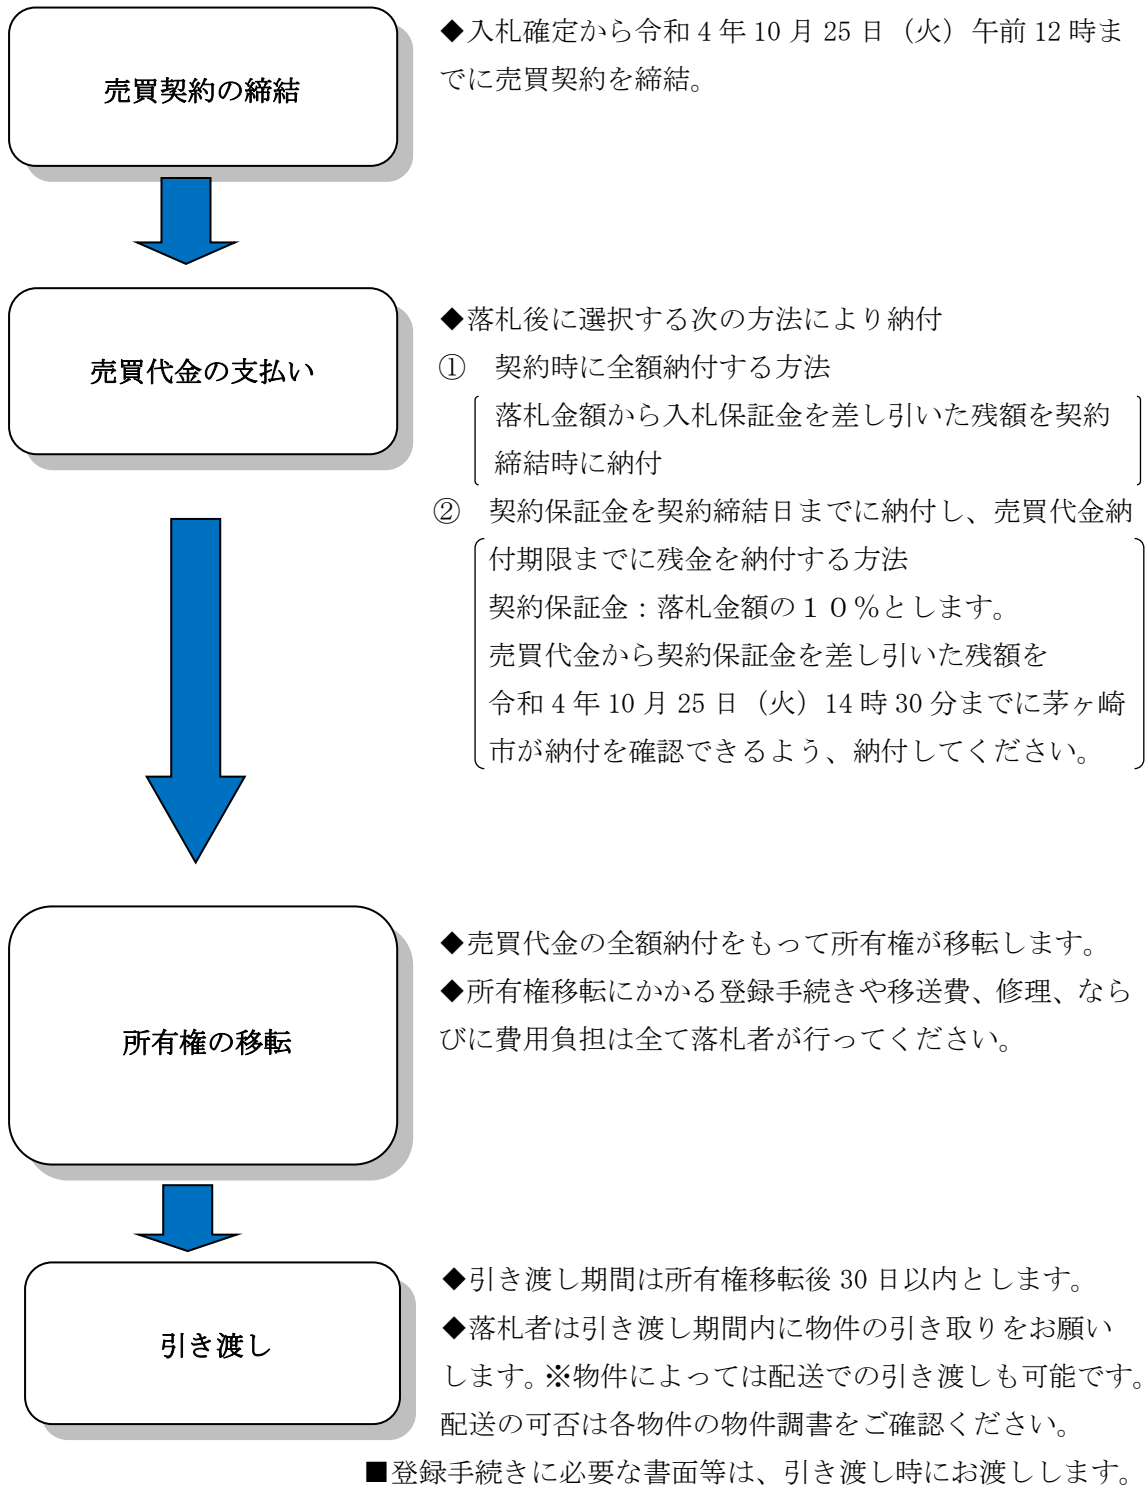 売買契約の締結
◆入札確定から令和4年10月25日（火）午前12時ま
でに売買契約を締結。
売買代金の支払い
◆落札後に選択する次の方法により納付
①　契約時に全額納付する方法
落札金額から入札保証金を差し引いた残額を契約
締結時に納付
②　契約保証金を契約締結日までに納付し、売買代金納
付期限までに残金を納付する方法
契約保証金：落札金額の１０％とします。
売買代金から契約保証金を差し引いた残額を
令和4年10月25日（火）14時30分までに茅ヶ崎
市が納付を確認できるよう、納付してください。
所有権の移転
◆売買代金の全額納付をもって所有権が移転します。
◆所有権移転にかかる登録手続きや移送費、修理、なら
びに費用負担は全て落札者が行ってください。
引き渡し
◆引き渡し期間は所有権移転後30日以内とします。
◆落札者は引き渡し期間内に物件の引き取りをお願い
します。※物件によっては配送での引き渡しも可能です。
配送の可否は各物件の物件調書をご確認ください。
■登録手続きに必要な書面等は、引き渡し時にお渡しします。